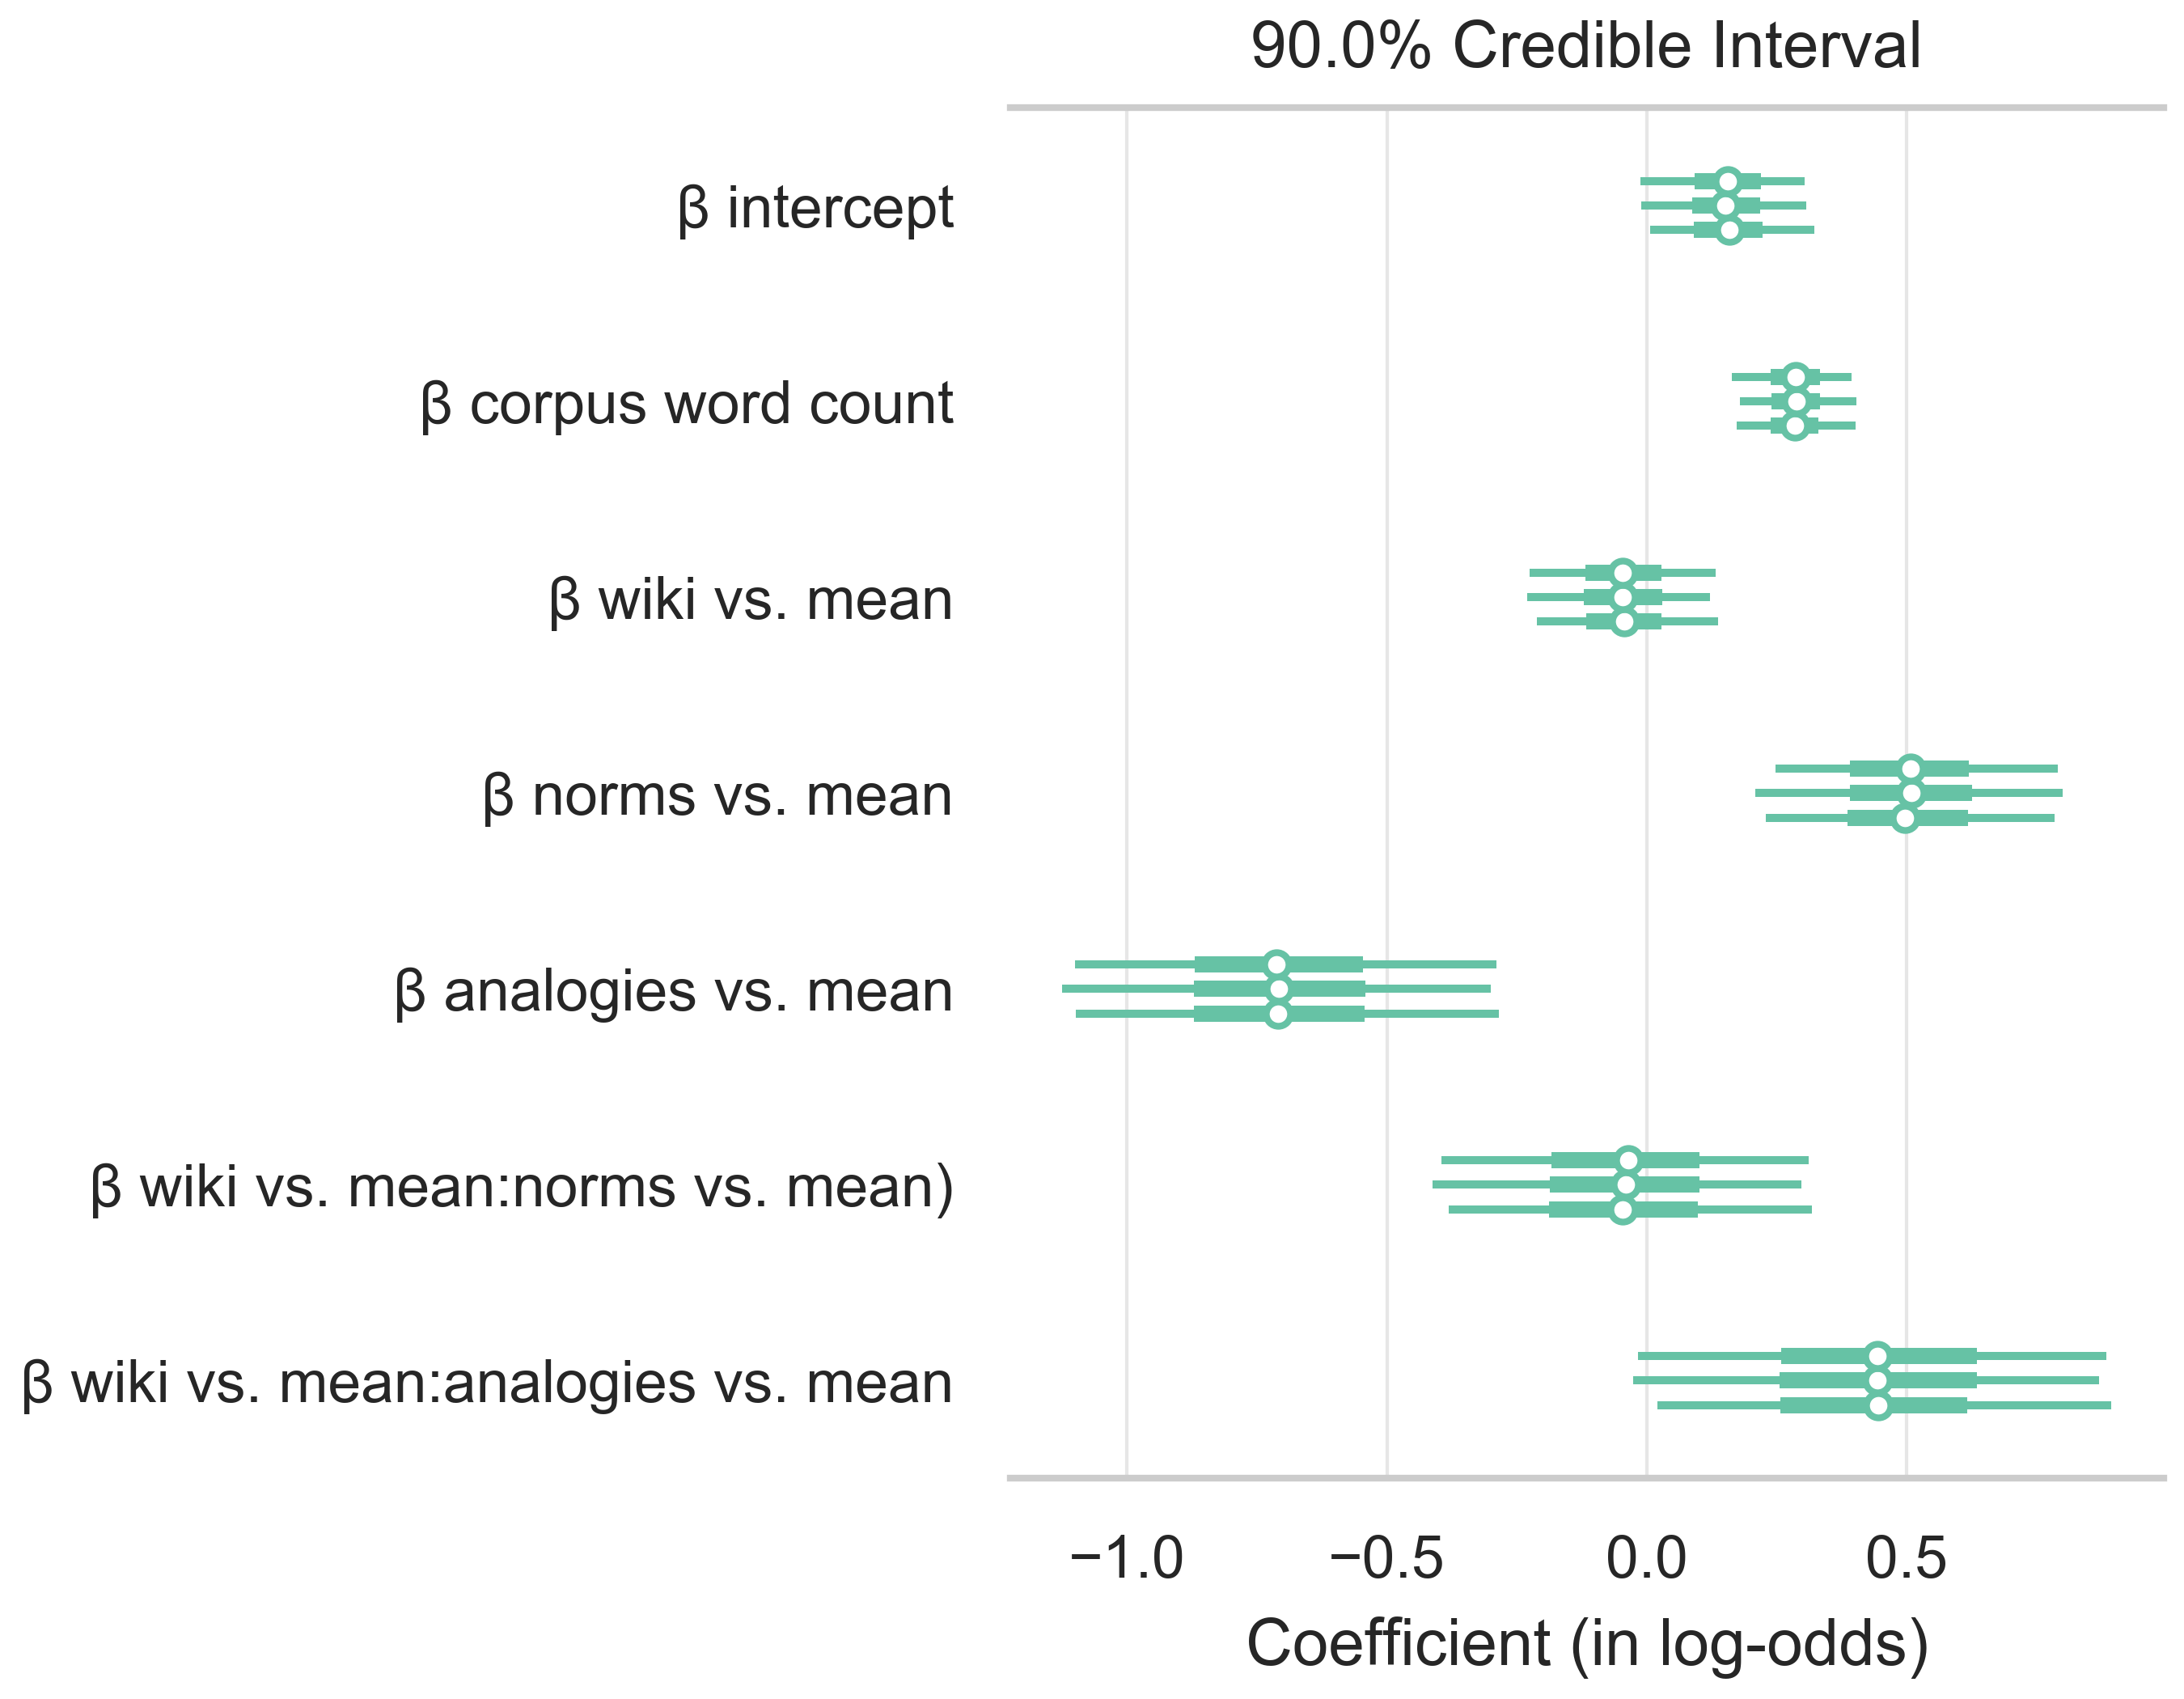 90.0% Credible Interval
β intercept
β corpus word count
β wiki vs. mean
β norms vs. mean
β analogies vs. mean
β wiki vs. mean:norms vs. mean)
β wiki vs. mean:analogies vs. mean
−1.0 −0.5 0.0 0.5
Coefficient (in log-odds)